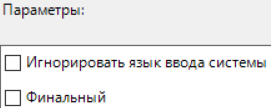 Параметры:
Игнорировать язык ввода системы
Финальный